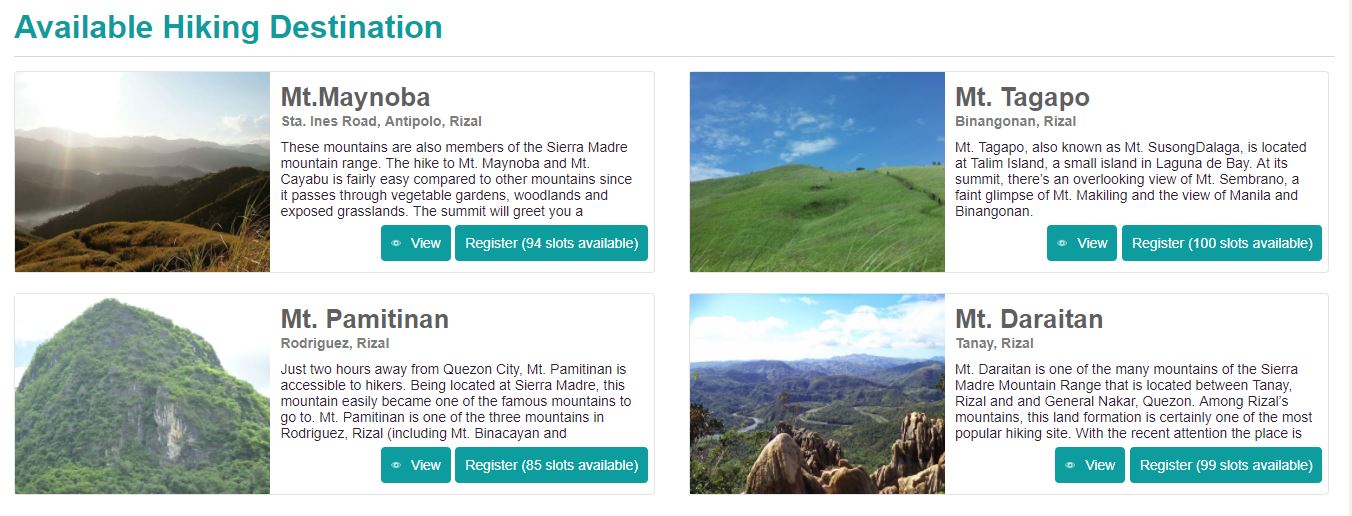 Available Hiking Destination
Mt.Maynoba
Sta. Ines Road, Antipolo, Rizal
These mountains are also members of the Sierra Madre
mountain range. The hike to Mt. Maynoba and Mt.
Cayabu is fairly easy compared to other mountains since
it passes through vegetable gardens, woodlands and
exposed grasslands. The summit will greet you a
View
Register (94 slots available)
Mt. Tagapo
Binangonan, Rizal
Mt. Tagapo, also known as Mt. SusongDalaga, is located
at Talim Island, a small island in Laguna de Bay. At its
summit, there's an overlooking view of Mt. Sembrano, a
faint glimpse of Mt. Makiling and the view of Manila and
Binangonan.
View
Register (100 slots available)
Mt. Pamitinan
Rodriguez, Rizal
Just two hours away from Quezon City, Mt. Pamitinan is
accessible to hikers. Being located at Sierra Madre, this
mountain easily became one of the famous mountains to
go to. Mt. Pamitinan is one of the three mountains in
Rodriguez, Rizal (including Mt. Binacayan and
View
Register (85 slots available)
Mt. Daraitan
Tanay, Rizal
Mt. Daraitan is one of the many mountains of the Sierra
Madre Mountain Range that is located between Tanay,
Rizal and and General Nakar, Quezon. Among Rizal's
mountains, this land formation is certainly one of the most
popular hiking site. With the recent attention the place is
View
Register (99 slots available)